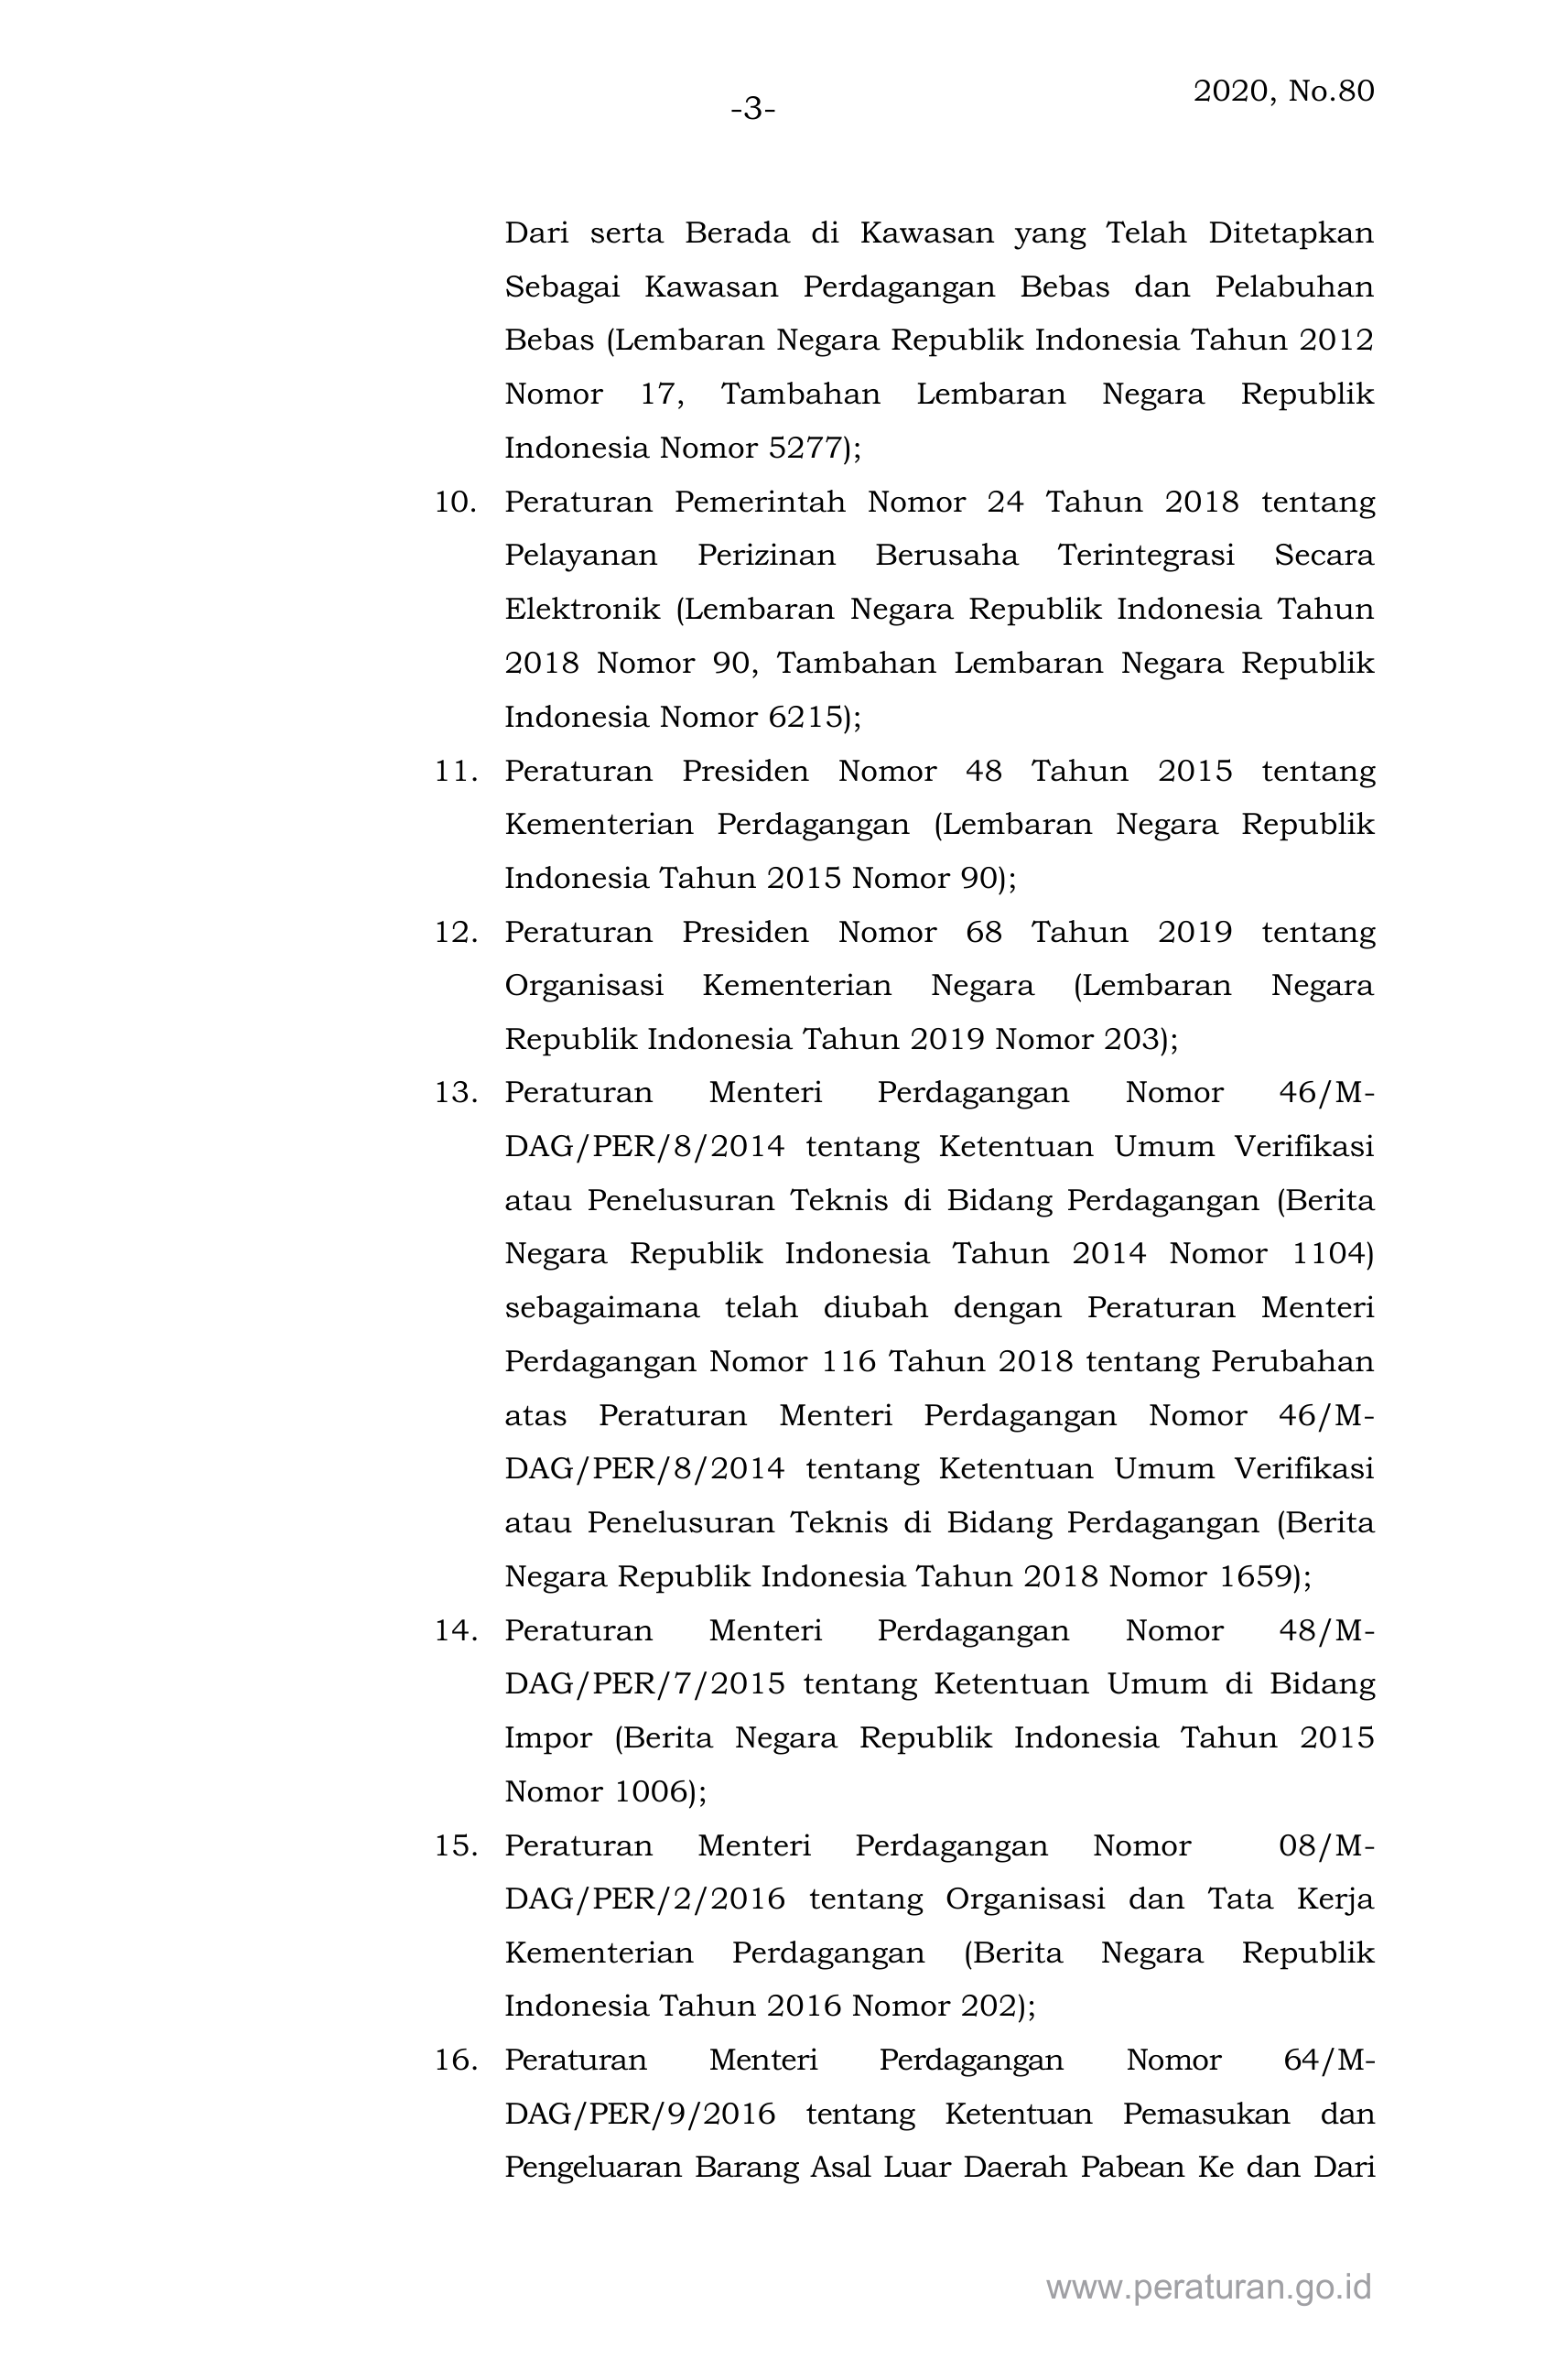 2020, No.80
-3-
Dari serta Berada di Kawasan yang Telah Ditetapkan
Sebagai Kawasan Perdagangan Bebas dan Pelabuhan
Bebas (Lembaran Negara Republik Indonesia Tahun 2012
Nomor 17, Tambahan Lembaran Negara Republik
Indonesia Nomor 5277);
10. Peraturan Pemerintah Nomor 24 Tahun 2018 tentang
Pelayanan Perizinan Berusaha Terintegrasi Secara
Elektronik (Lembaran Negara Republik Indonesia Tahun
2018 Nomor 90, Tambahan Lembaran Negara Republik
Indonesia Nomor 6215);
11. Peraturan Presiden Nomor 48 Tahun 2015 tentang
Kementerian Perdagangan (Lembaran Negara Republik
Indonesia Tahun 2015 Nomor 90);
12. Peraturan Presiden Nomor 68 Tahun 2019 tentang
Organisasi Kementerian Negara (Lembaran Negara
Republik Indonesia Tahun 2019 Nomor 203);
13. Peraturan Menteri Perdagangan Nomor 46/M-
DAG/PER/8/2014 tentang Ketentuan Umum Verifikasi
atau Penelusuran Teknis di Bidang Perdagangan (Berita
Negara Republik Indonesia Tahun 2014 Nomor 1104)
sebagaimana telah diubah dengan Peraturan Menteri
Perdagangan Nomor 116 Tahun 2018 tentang Perubahan
atas Peraturan Menteri Perdagangan Nomor 46/M-
DAG/PER/8/2014 tentang Ketentuan Umum Verifikasi
atau Penelusuran Teknis di Bidang Perdagangan (Berita
Negara Republik Indonesia Tahun 2018 Nomor 1659);
14. Peraturan Menteri Perdagangan Nomor 48/M-
DAG/PER/7/2015 tentang Ketentuan Umum di Bidang
Impor (Berita Negara Republik Indonesia Tahun 2015
Nomor 1006);
15. Peraturan Menteri Perdagangan Nomor 08/M-
DAG/PER/2/2016 tentang Organisasi dan Tata Kerja
Kementerian Perdagangan (Berita Negara Republik
Indonesia Tahun 2016 Nomor 202);
16. Peraturan Menteri Perdagangan Nomor 64/M-
DAG/PER/9/2016 tentang Ketentuan Pemasukan dan
Pengeluaran Barang Asal Luar Daerah Pabean Ke dan Dari
www.peraturan.go.id